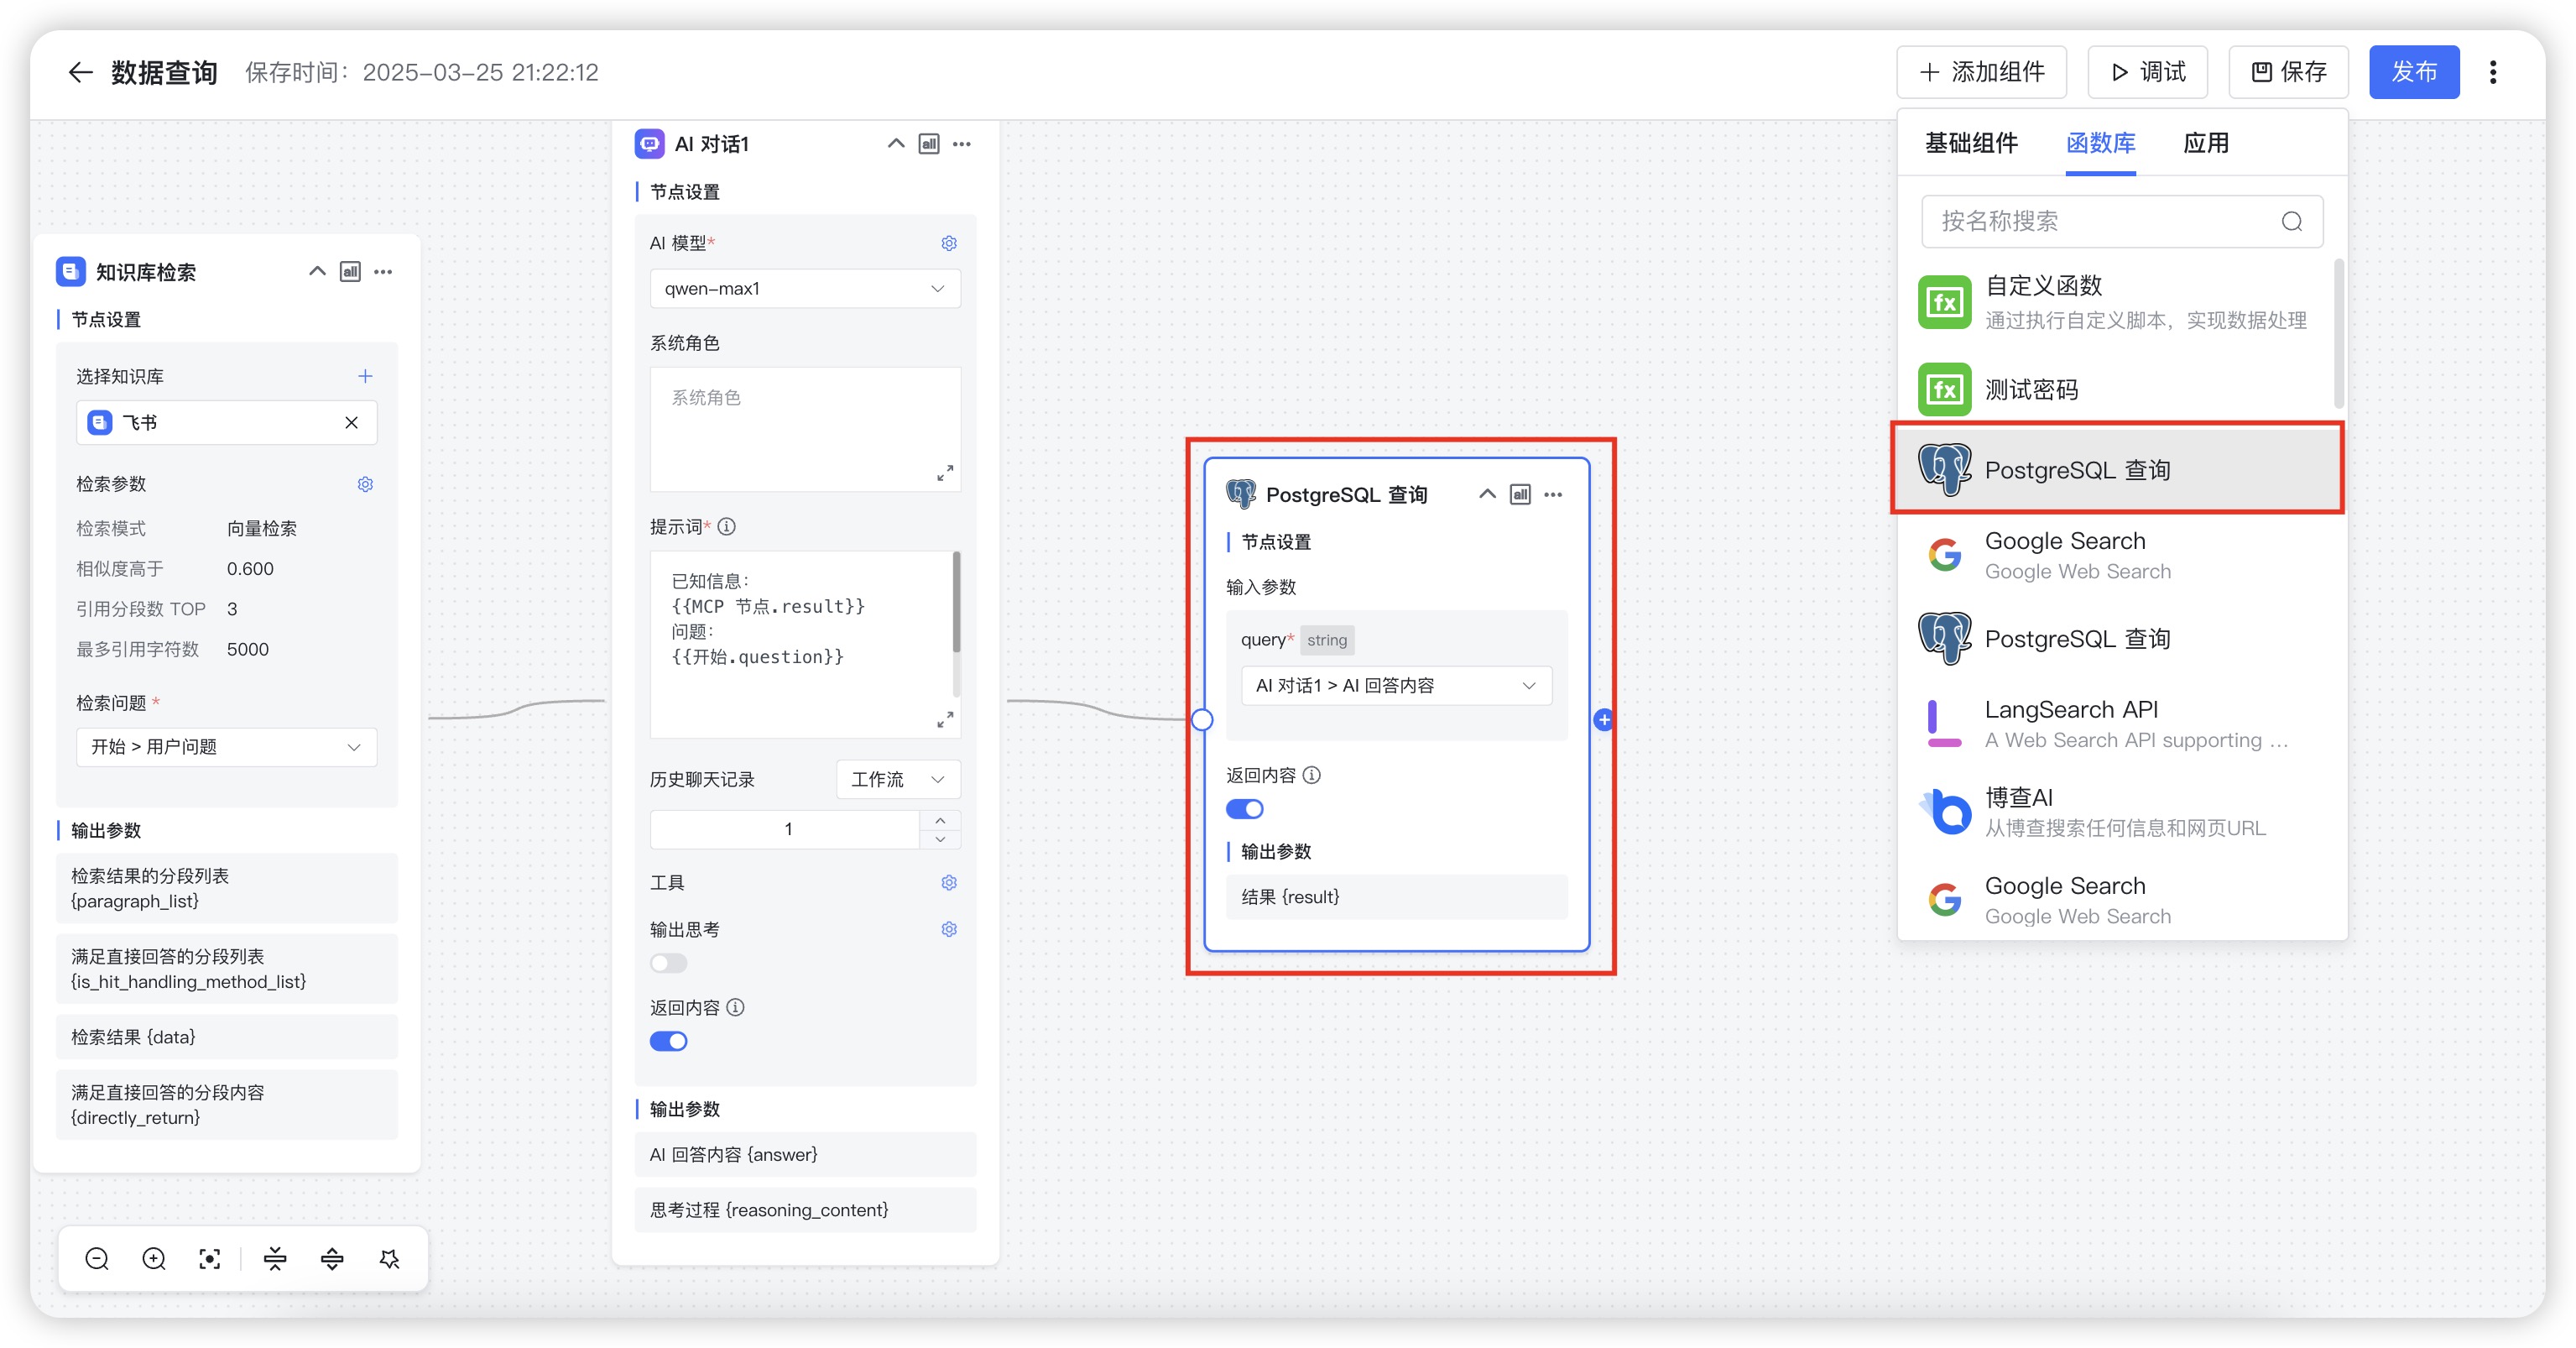 数据查询 保存时间：2025-03-25 21:22:12
添加组件
调试
保存
发布
知识库检索
all
节点设置
选择知识库
飞书
检索参数
检索模式 向量检索
相似度高于 0.600
引用分段数 TOP 3
最多引用字符数 5000
检索问题 *
开始 > 用户问题
输出参数
检索结果的分段列表
{paragraph_list}
满足直接回答的分段列表
{is_hit_handling_method_list}
检索结果 {data}
满足直接回答的分段内容
{directly_return}
AI 对话1
all
节点设置
AI 模型*
qwen-max1
系统角色
系统角色
提示词*
已知信息：
{{MCP 节点.result}}
问题：
{{开始.question}}
历史聊天记录 工作流
1
工具
输出思考
返回内容
输出参数
AI 回答内容 {answer}
思考过程 {reasoning_content}
PostgreSQL 查询
all
节点设置
输入参数
query* string
AI 对话1 > AI 回答内容
返回内容
输出参数
结果 {result}
基础组件 函数库 应用
按名称搜索
fx
自定义函数
通过执行自定义脚本，实现数据处理
fx
测试密码
PostgreSQL 查询
Google Search
Google Web Search
PostgreSQL 查询
LangSearch API
A Web Search API supporting ...
博查AI
从博查搜索任何信息和网页URL
Google Search
Google Web Search